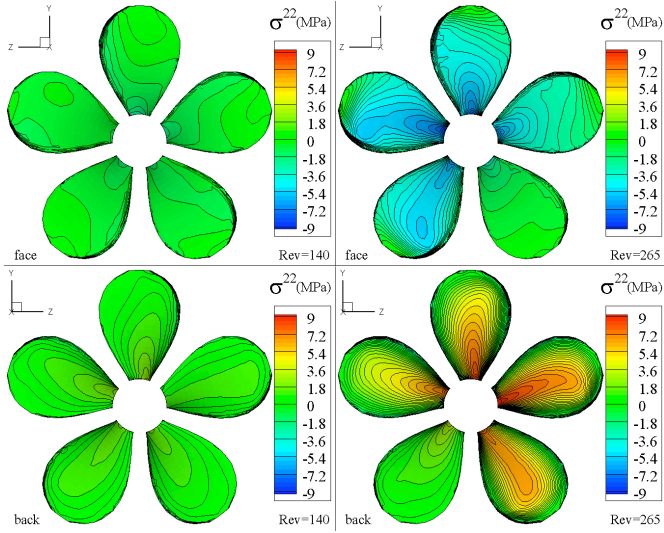 Y
Z
X
σ²²(MPa)
9
7.2
5.4
3.6
1.8
0
-1.8
-3.6
-5.4
-7.2
-9
face
Rev=140
Y
Z
X
σ²²(MPa)
9
7.2
5.4
3.6
1.8
0
-1.8
-3.6
-5.4
-7.2
-9
face
Rev=265
Y
X
Z
σ²²(MPa)
9
7.2
5.4
3.6
1.8
0
-1.8
-3.6
-5.4
-7.2
-9
back
Rev=140
Y
X
Z
σ²²(MPa)
9
7.2
5.4
3.6
1.8
0
-1.8
-3.6
-5.4
-7.2
-9
back
Rev=265